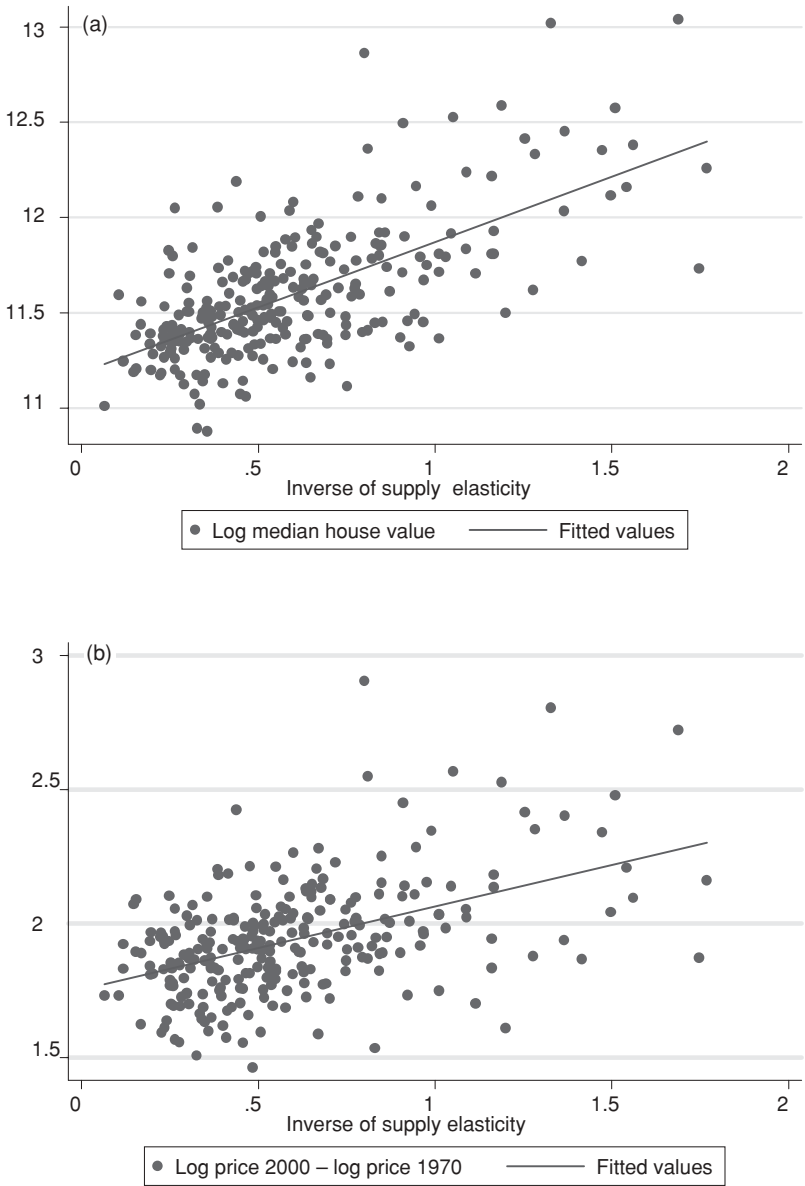 (a)
13
12.5
12
11.5
11
0 .5 1 1.5 2
Inverse of supply elasticity
Log median house value Fitted values
(b)
3
2.5
2
1.5
0 .5 1 1.5 2
Inverse of supply elasticity
Log price 2000 – log price 1970 Fitted values